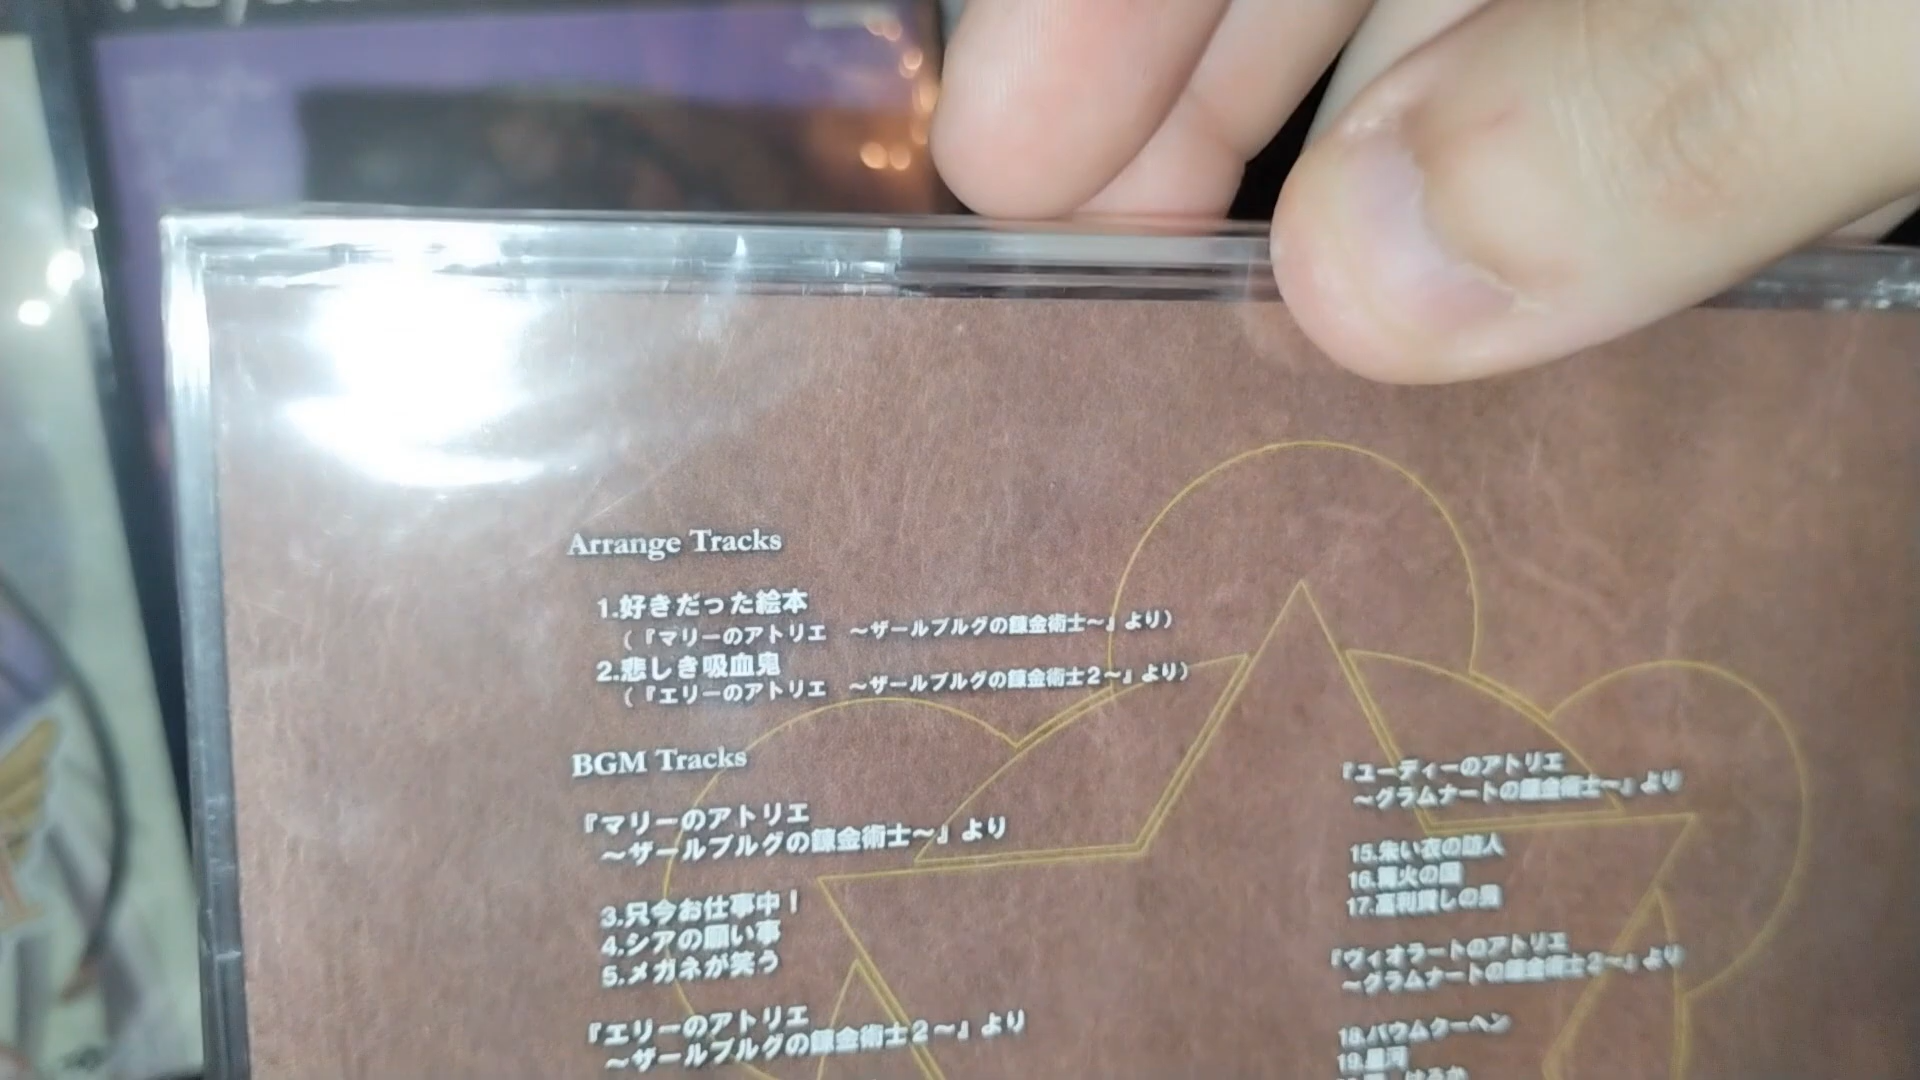 Arrange Tracks
1.好きだった絵本
(『マリーのアトリエ ～ザールブルグの錬金術士～』より)
2.悲しき吸血鬼
(『エリーのアトリエ ～ザールブルグの錬金術士2～』より)
BGM Tracks
『マリーのアトリエ
～ザールブルグの錬金術士～』より
3.只今お仕事中！
4.シアの願い事
5.メガネが笑う
『エリーのアトリエ
～ザールブルグの錬金術士２～』より
『ユーディーのアトリエ
～グラムナートの錬金術士～』より
15.朱い衣の訪人
16.篝火の国
17.高利貸しの男
『ヴィオラートのアトリエ
～グラムナートの錬金術士２～』より
18.バウムクーヘン
19.星河